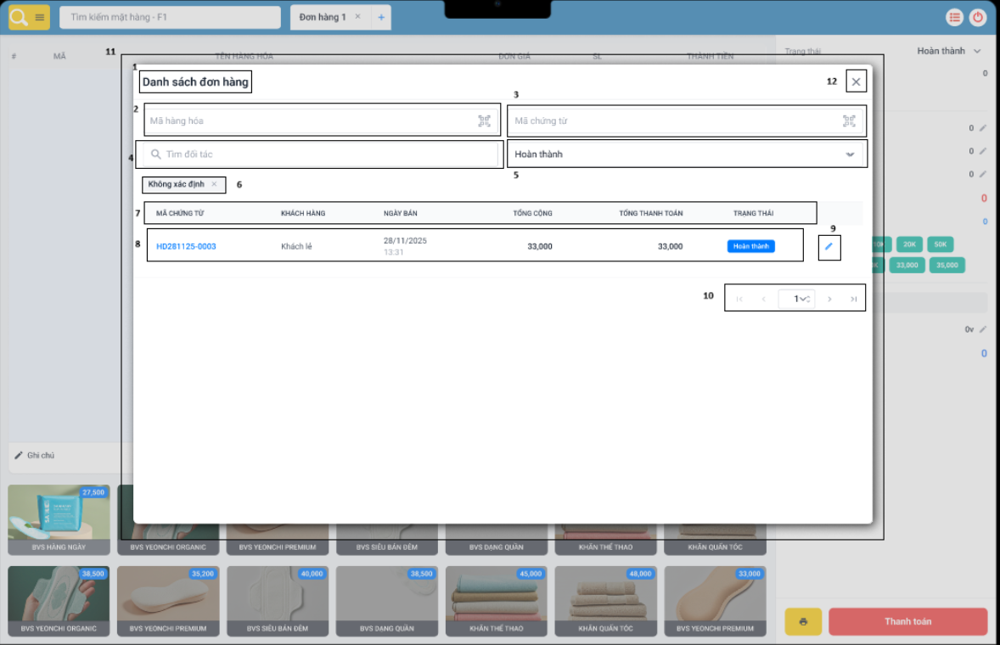 Tìm kiếm mặt hàng - F1
Đơn hàng 1 × +
# MÃ 11 TÊN HÀNG HÓA ĐƠN GIÁ SL THÀNH TIỀN
Trạng thái Hoàn thành
0
1
Danh sách đơn hàng
12
2
Mã hàng hóa
3
Mã chứng từ
0
4
Tìm đối tác
Hoàn thành
5
0
0
Không xác định ×
6
0
7
MÃ CHỨNG TỪ KHÁCH HÀNG NGÀY BÁN TỔNG CỘNG TỔNG THANH TOÁN TRẠNG THÁI
0
8
HD281125-0003 Khách lẻ 28/11/2025 33,000 33,000 Hoàn thành
13:31
9
10K 20K 50K
K 33,000 35,000
10
1
0v
0
Ghi chú
27,500
BVS HÀNG NGÀY
BVS YEONCHI ORGANIC
BVS YEONCHI PREMIUM
BVS SIÊU BAN ĐÊM
BVS DẠNG QUẦN
KHĂN THỂ THAO
KHĂN QUẤN TÓC
38,500 35,200 40,000 38,500 45,000 48,000 33,000
BVS YEONCHI ORGANIC
BVS YEONCHI PREMIUM
BVS SIÊU BAN ĐÊM
BVS DẠNG QUẦN
KHĂN THỂ THAO
KHĂN QUẤN TÓC
BVS YEONCHI PREMIUM
Thanh toán